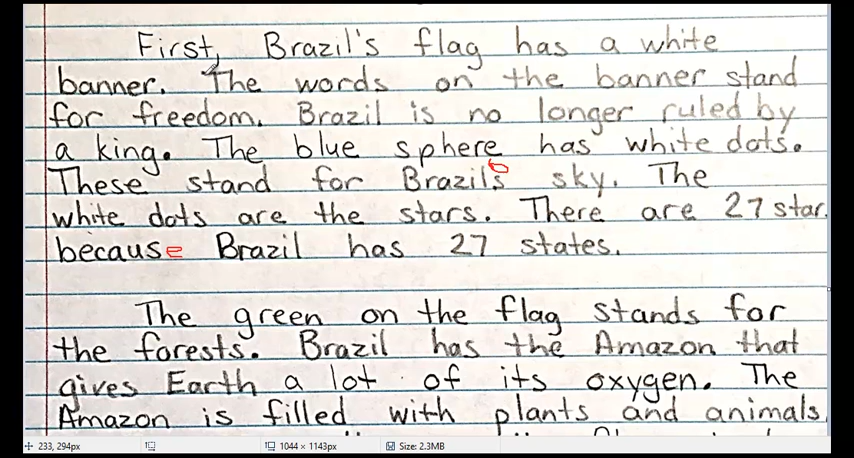 First, Brazil's flag has a white
banner. The words on the banner stand
for freedom. Brazil is no longer ruled by
a king. The blue sphere has white dots.
These stand for Brazil's sky. The
white dots are the stars. There are 27 star
because Brazil has 27 states.
The green on the flag stands for
the forests. Brazil has the Amazon that
gives Earth a lot of its oxygen. The
Amazon is filled with plants and animals
233, 294px 1044 × 1143px Size: 2.3MB